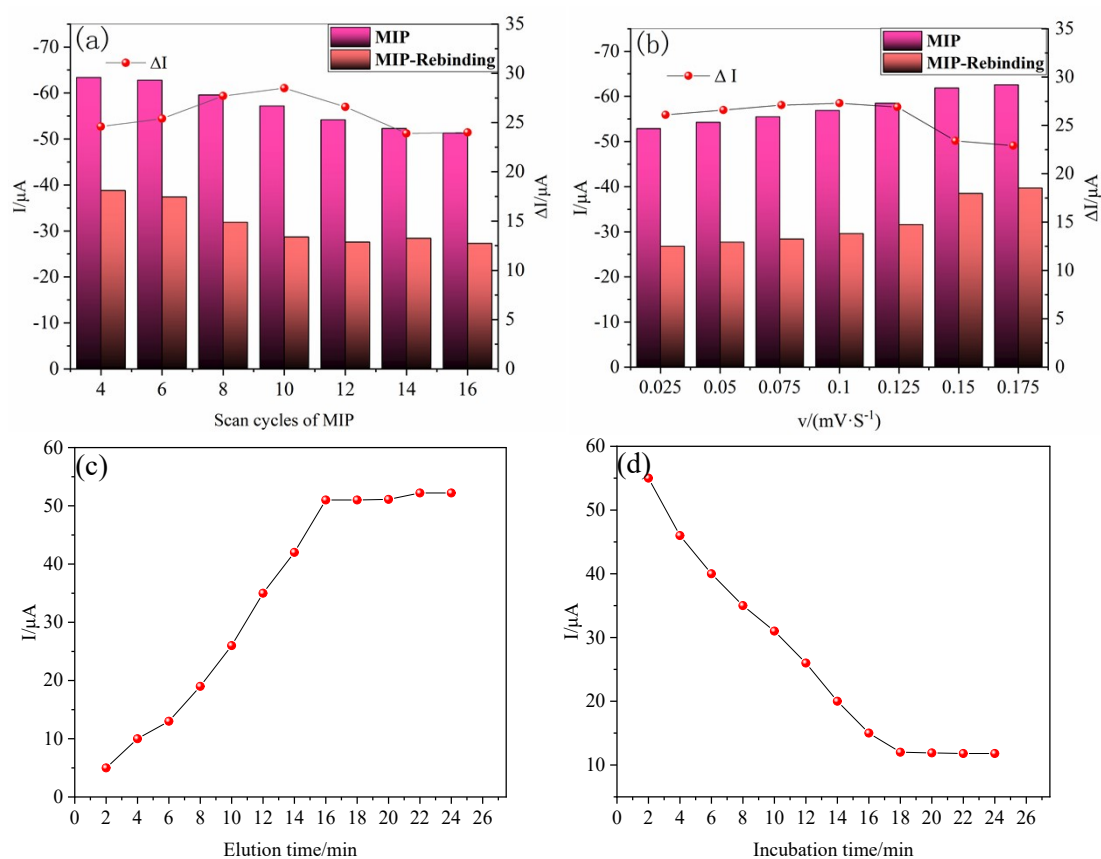 (a)
MIP
MIP-Rebinding
ΔI
I/μA
-70
-60
-50
-40
-30
-20
-10
0
35
30
25
20
15
10
5
0
ΔI/μA
4 6 8 10 12 14 16
Scan cycles of MIP
(b)
MIP
MIP-Rebinding
Δ I
I/μA
-70
-60
-50
-40
-30
-20
-10
0
35
30
25
20
15
10
5
0
ΔI/μA
0.025 0.05 0.075 0.1 0.125 0.15 0.175
v/(mV·S⁻¹)
(c)
I/μA
60
50
40
30
20
10
0
0 2 4 6 8 10 12 14 16 18 20 22 24 26
Elution time/min
(d)
I/μA
60
50
40
30
20
10
0 2 4 6 8 10 12 14 16 18 20 22 24 26
Incubation time/min